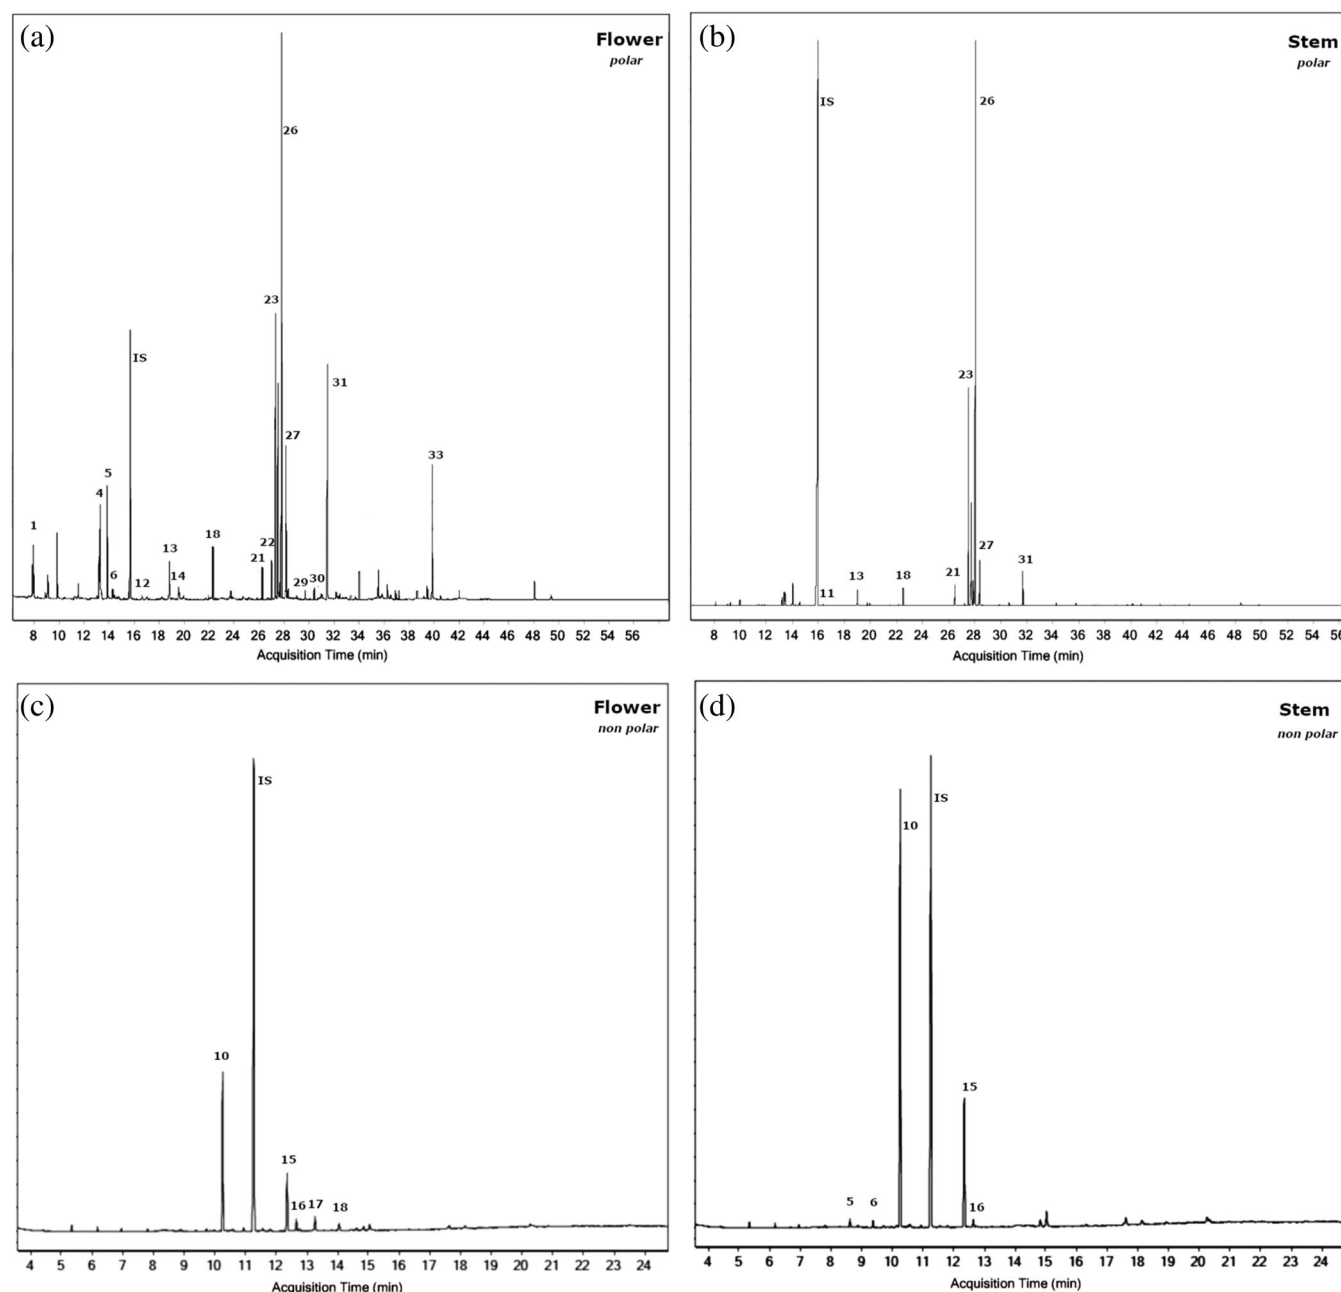 (a)
Flower
polar
26
23
IS
31
27
33
5
4
1
18
13
22
21
6
12
14
29
30
8 10 12 14 16 18 20 22 24 26 28 30 32 34 36 38 40 42 44 46 48 50 52 54 56
Acquisition Time (min)
(b)
Stem
polar
IS
26
23
27
31
21
13
18
11
8 10 12 14 16 18 20 22 24 26 28 30 32 34 36 38 40 42 44 46 48 50 52 54 56
Acquisition Time (min)
(c)
Flower
non polar
IS
10
15
16
17
18
4 5 6 7 8 9 10 11 12 13 14 15 16 17 18 19 20 21 22 23 24
Acquisition Time (min)
(d)
Stem
non polar
IS
10
15
5
6
16
4 5 6 7 8 9 10 11 12 13 14 15 16 17 18 19 20 21 22 23 24
Acquisition Time (min)